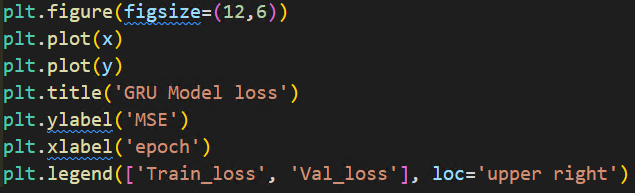 plt.figure(figsize=(12,6))
plt.plot(x)
plt.plot(y)
plt.title('GRU Model loss')
plt.ylabel('MSE')
plt.xlabel('epoch')
plt.legend(['Train_loss', 'Val_loss'], loc='upper right')